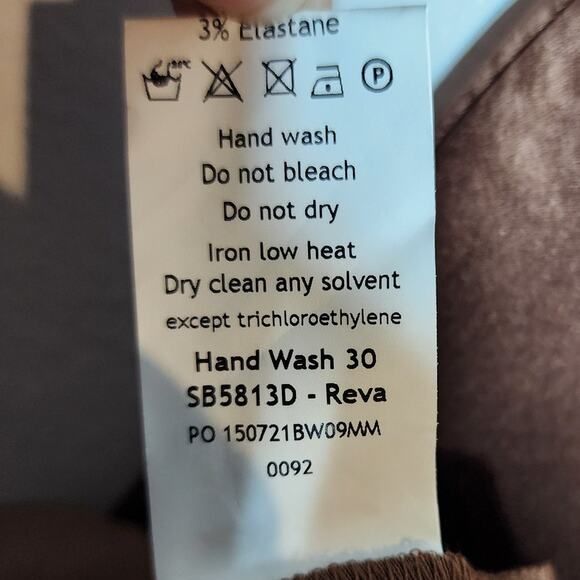 3% Elastane
P
Hand wash
Do not bleach
Do not dry
Iron low heat
Dry clean any solvent
except trichloroethylene
Hand Wash 30
SB5813D - Reva
PO 150721BW09MM
0092